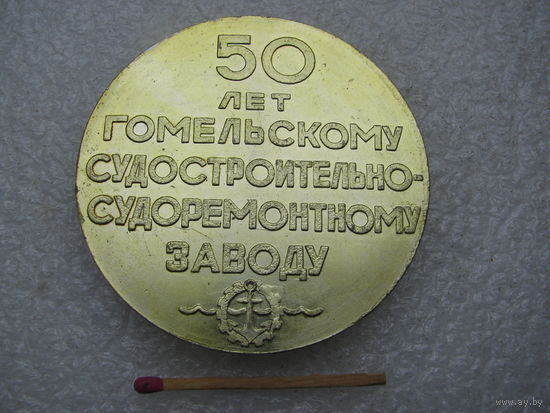 50
ЛЕТ
ГОМЕЛЬСКОМУ
СУДОСТРОИТЕЛЬНО-
СУДОРЕМОНТНОМУ
ЗАВОДУ
www.ay.by